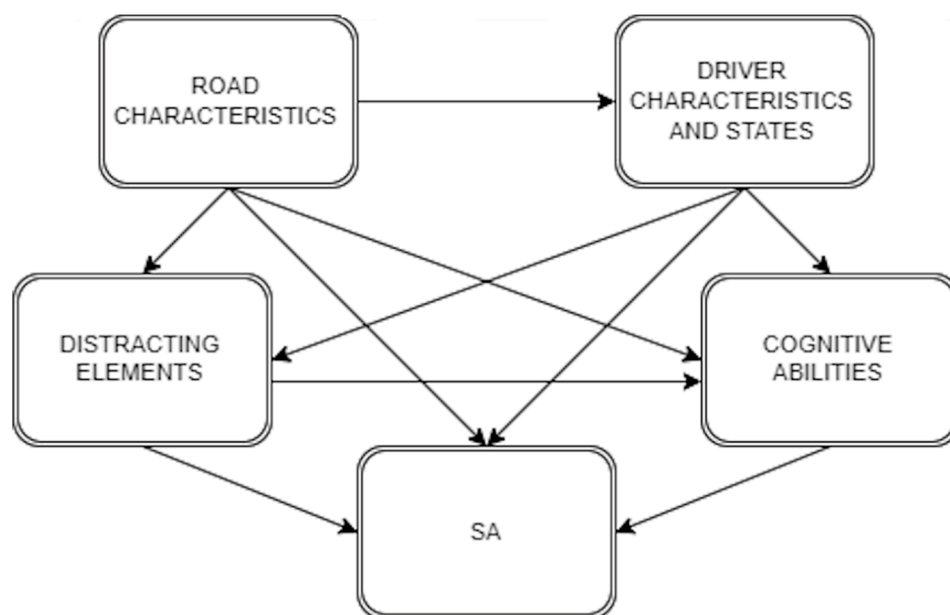 ROAD
CHARACTERISTICS
DRIVER
CHARACTERISTICS
AND STATES
DISTRACTING
ELEMENTS
COGNITIVE
ABILITIES
SA